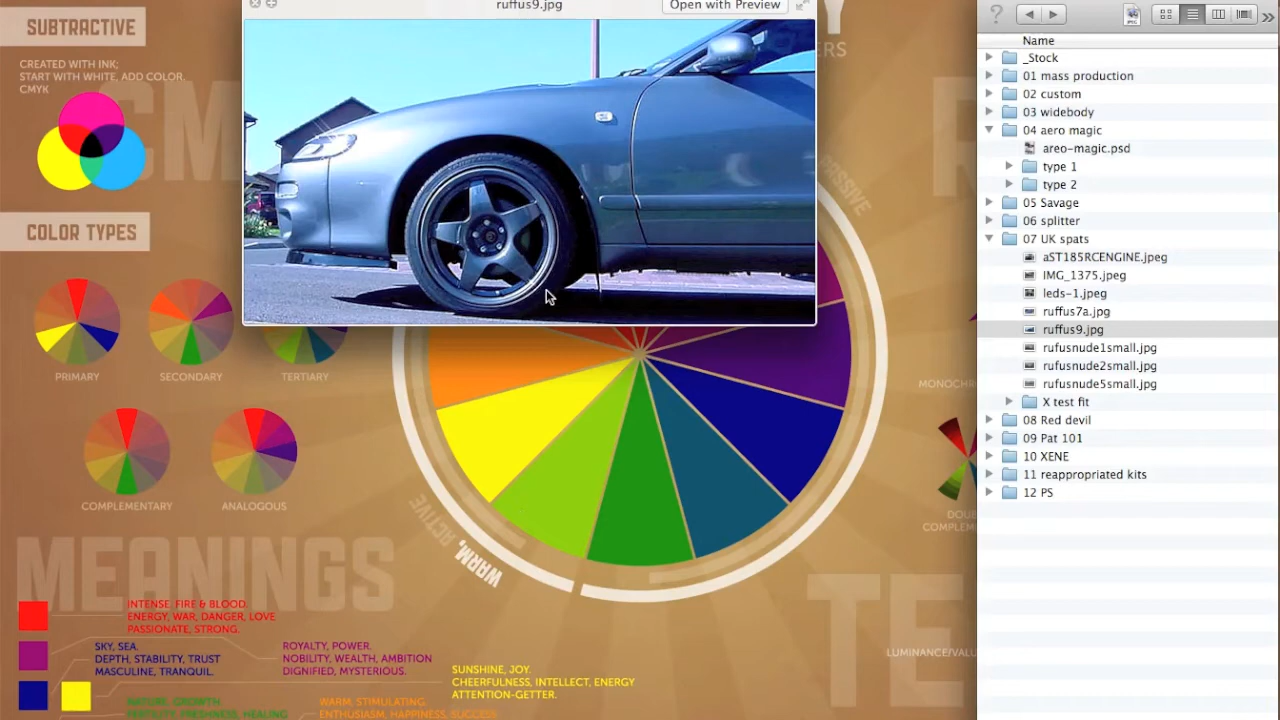 SUBTRACTIVE
CREATED WITH INK;
START WITH WHITE, ADD COLOR.
CMYK
COLOR TYPES
PRIMARY
SECONDARY
TERTIARY
COMPLEMENTARY
ANALOGOUS
MEANINGS
INTENSE, FIRE & BLOOD.
ENERGY, WAR, DANGER, LOVE
PASSIONATE, STRONG.
SKY, SEA.
DEPTH, STABILITY, TRUST
MASCULINE, TRANQUIL.
ROYALTY, POWER.
NOBILITY, WEALTH, AMBITION
DIGNIFIED, MYSTERIOUS.
SUNSHINE, JOY.
CHEERFULNESS, INTELLECT, ENERGY
ATTENTION-GETTER.
NATURE, GROWTH.
FERTILITY, FRESHNESS, HEALING
WARM, STIMULATING.
ENTHUSIASM, HAPPINESS, SUCCESS
ruffus9.jpg
Open with Preview
WARM, ACTIVE
Name
_Stock
01 mass production
02 custom
03 widebody
04 aero magic
areo-magic.psd
type 1
type 2
05 Savage
06 splitter
07 UK spats
aST185RCENGINE.jpeg
IMG_1375.jpeg
leds-1.jpeg
ruffus7a.jpg
ruffus9.jpg
rufusnude1small.jpg
rufusnude2small.jpg
rufusnude5small.jpg
X test fit
08 Red devil
09 Pat 101
10 XENE
11 reappropriated kits
12 PS